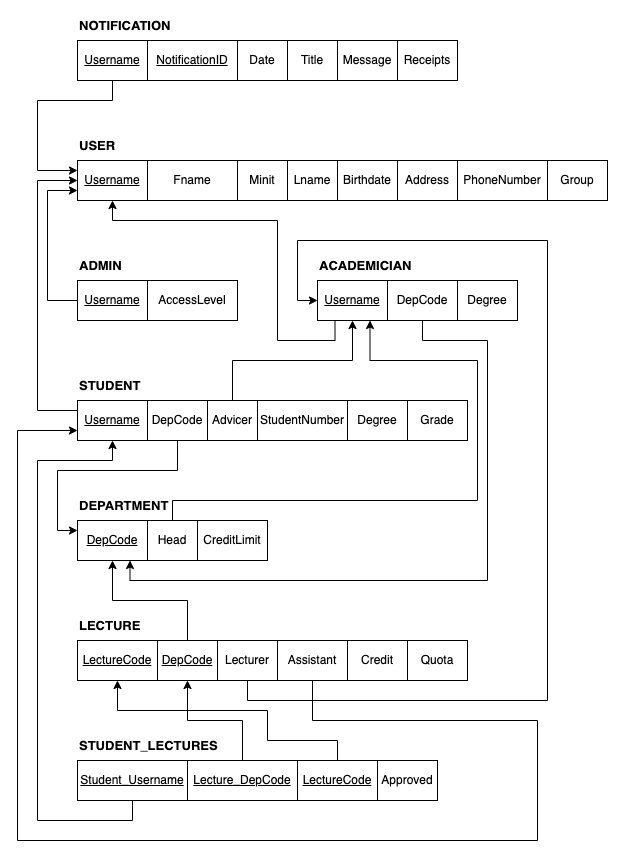 NOTIFICATION
Username NotificationID Date Title Message Receipts
USER
Username Fname Minit Lname Birthdate Address PhoneNumber Group
ADMIN ACADEMICIAN
Username AccessLevel Username DepCode Degree
STUDENT
Username DepCode Advicer StudentNumber Degree Grade
DEPARTMENT
DepCode Head CreditLimit
LECTURE
LectureCode DepCode Lecturer Assistant Credit Quota
STUDENT_LECTURES
Student_Username Lecture_DepCode LectureCode Approved